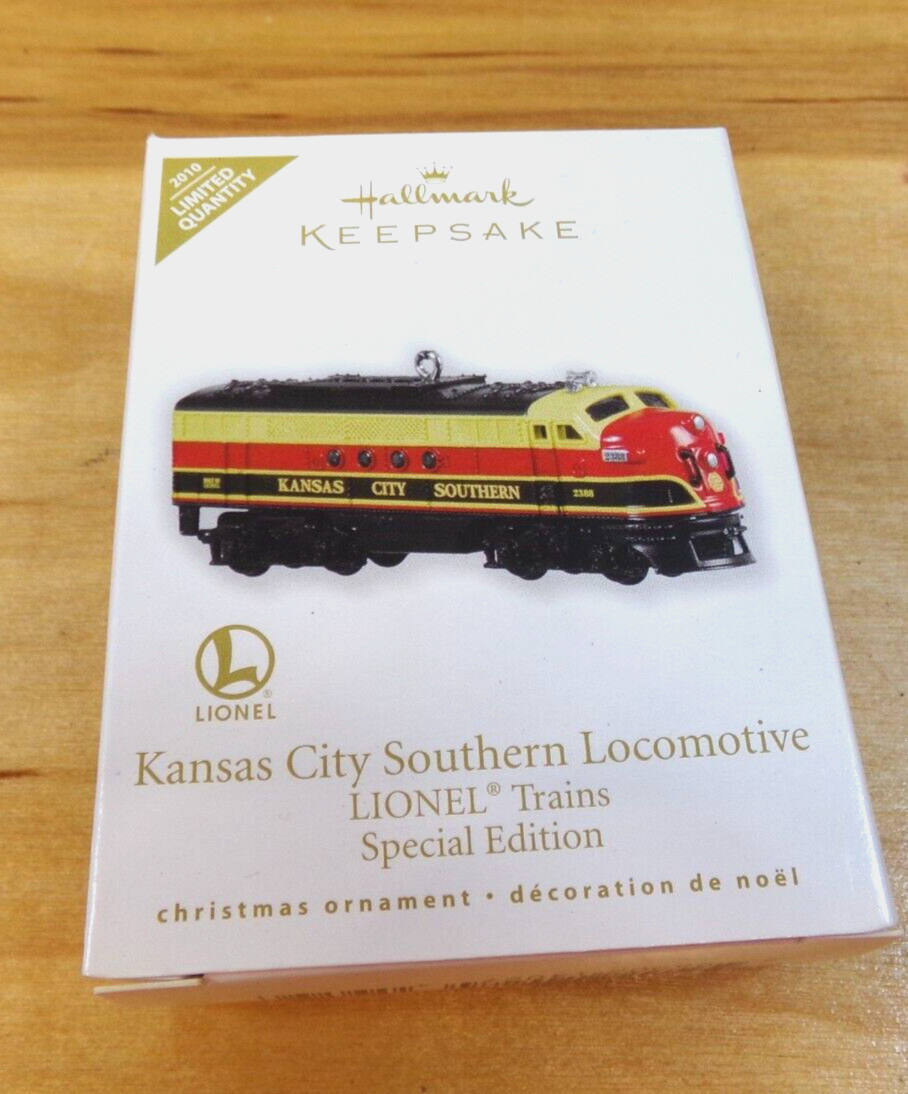 2010
LIMITED
QUANTITY
Hallmark
KEEPSAKE
2388
KANSAS CITY SOUTHERN 2388
L
®
LIONEL
Kansas City Southern Locomotive
LIONEL® Trains
Special Edition
christmas ornament • décoration de noël